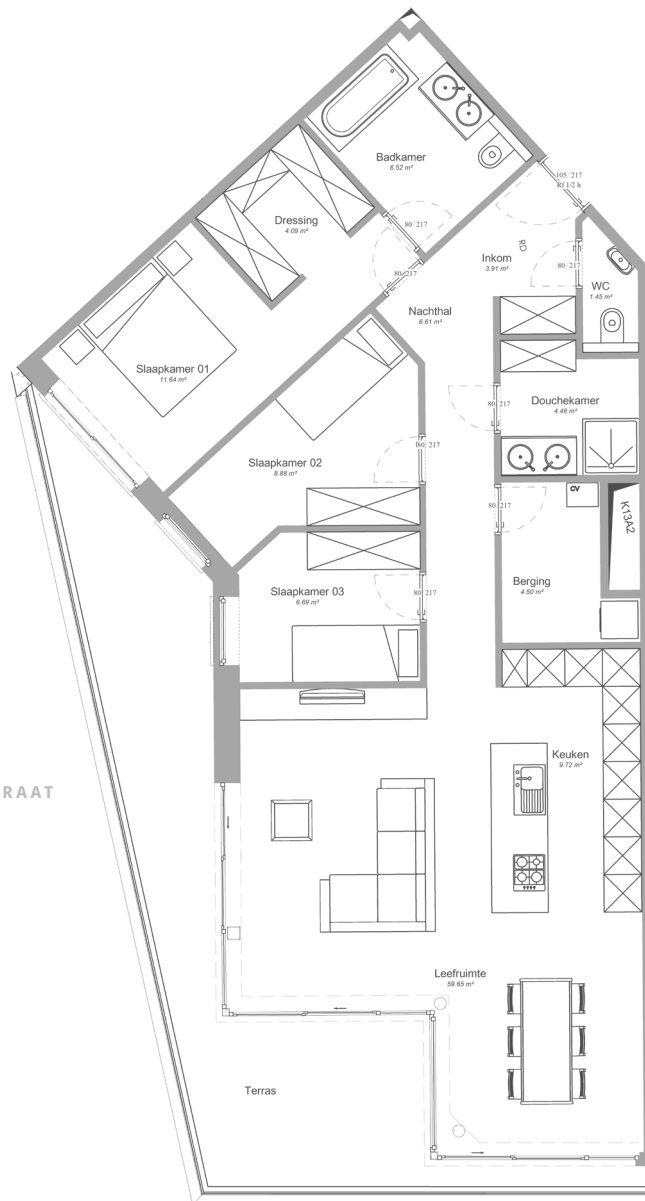 Badkamer
6.52 m²
105/217
Rf 1/2 h
Dressing
4.09 m²
80/217
RD
Inkom
3.91 m²
80/217
80/217
WC
1.45 m²
Nachthal
6.61 m²
Slaapkamer 01
11.64 m²
Douchekamer
4.48 m²
80/217
Slaapkamer 02
8.88 m²
80/217
CV
K13A2
80/217
Berging
4.50 m²
Slaapkamer 03
6.69 m²
80/217
Keuken
9.72 m²
RAAT
Leefruimte
59.65 m²
Terras